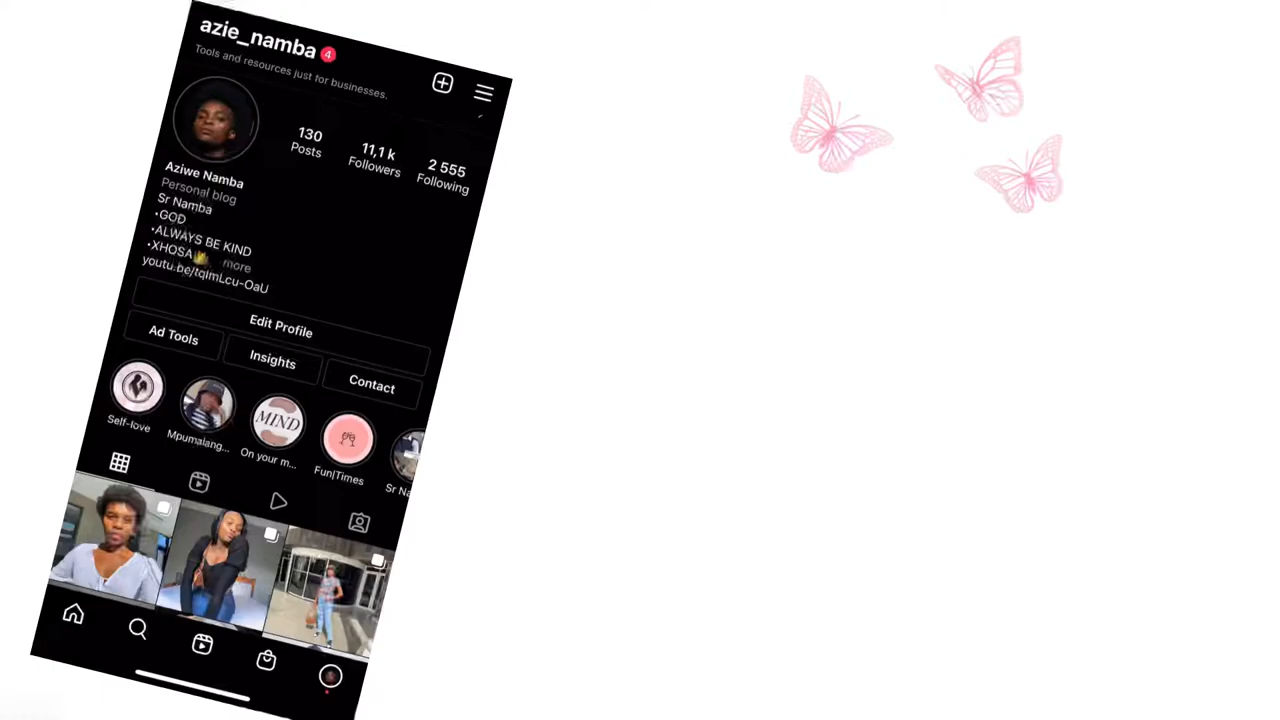 azie_namba 4
Tools and resources just for businesses.
130
Posts
11,1 k
Followers
2 555
Following
Aziwe Namba
Personal blog
Sr Namba
•GOD
•ALWAYS BE KIND
•XHOSA more
youtu.be/tqImLcu-OaU
Edit Profile
Ad Tools
Insights
Contact
MIND
Self-love
Mpumalang...
On your m...
Fun|Times
Sr Na